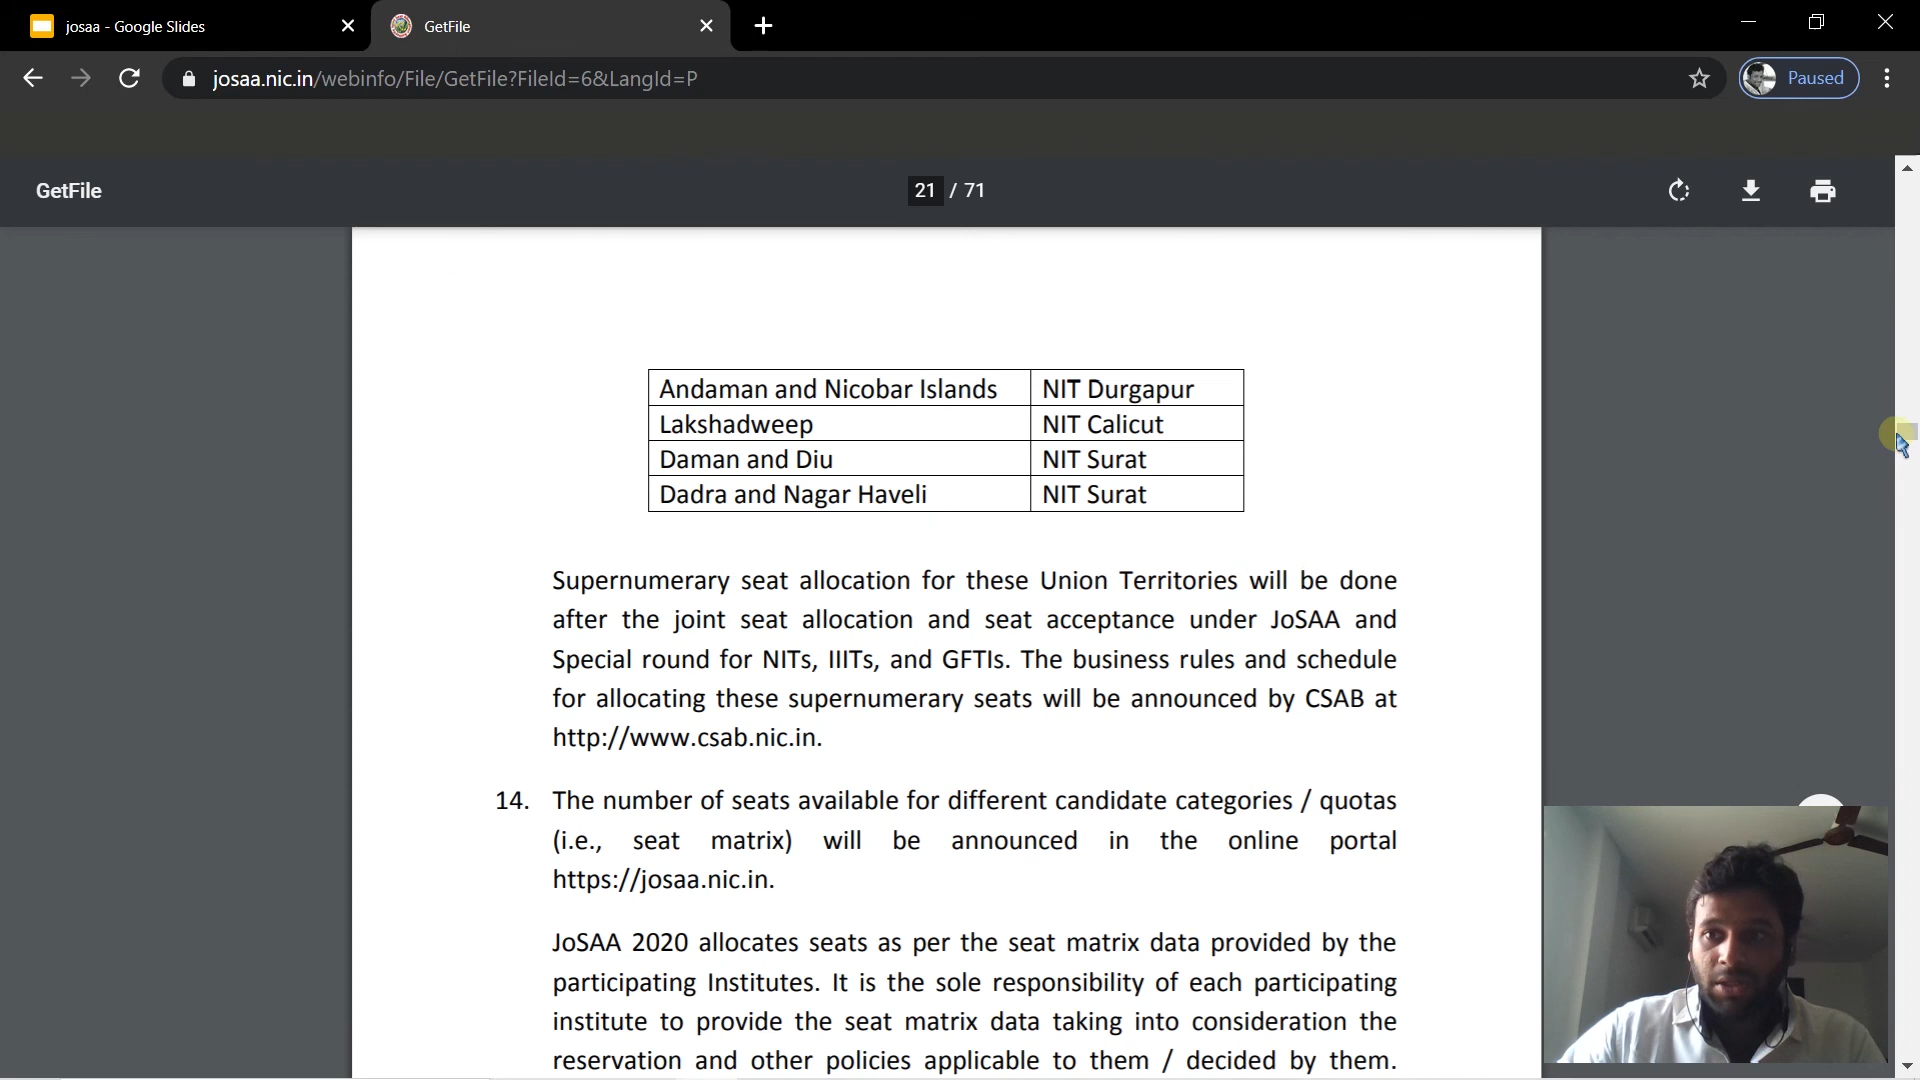 josaa - Google Slides
GetFile
josaa.nic.in/webinfo/File/GetFile?FileId=6&LangId=P
Paused
GetFile
21 / 71
Andaman and Nicobar Islands NIT Durgapur
Lakshadweep NIT Calicut
Daman and Diu NIT Surat
Dadra and Nagar Haveli NIT Surat
Supernumerary seat allocation for these Union Territories will be done
after the joint seat allocation and seat acceptance under JoSAA and
Special round for NITs, IIITs, and GFTIs. The business rules and schedule
for allocating these supernumerary seats will be announced by CSAB at
http://www.csab.nic.in.
14. The number of seats available for different candidate categories / quotas
(i.e., seat matrix) will be announced in the online portal
https://josaa.nic.in.
JoSAA 2020 allocates seats as per the seat matrix data provided by the
participating Institutes. It is the sole responsibility of each participating
institute to provide the seat matrix data taking into consideration the
reservation and other policies applicable to them / decided by them.